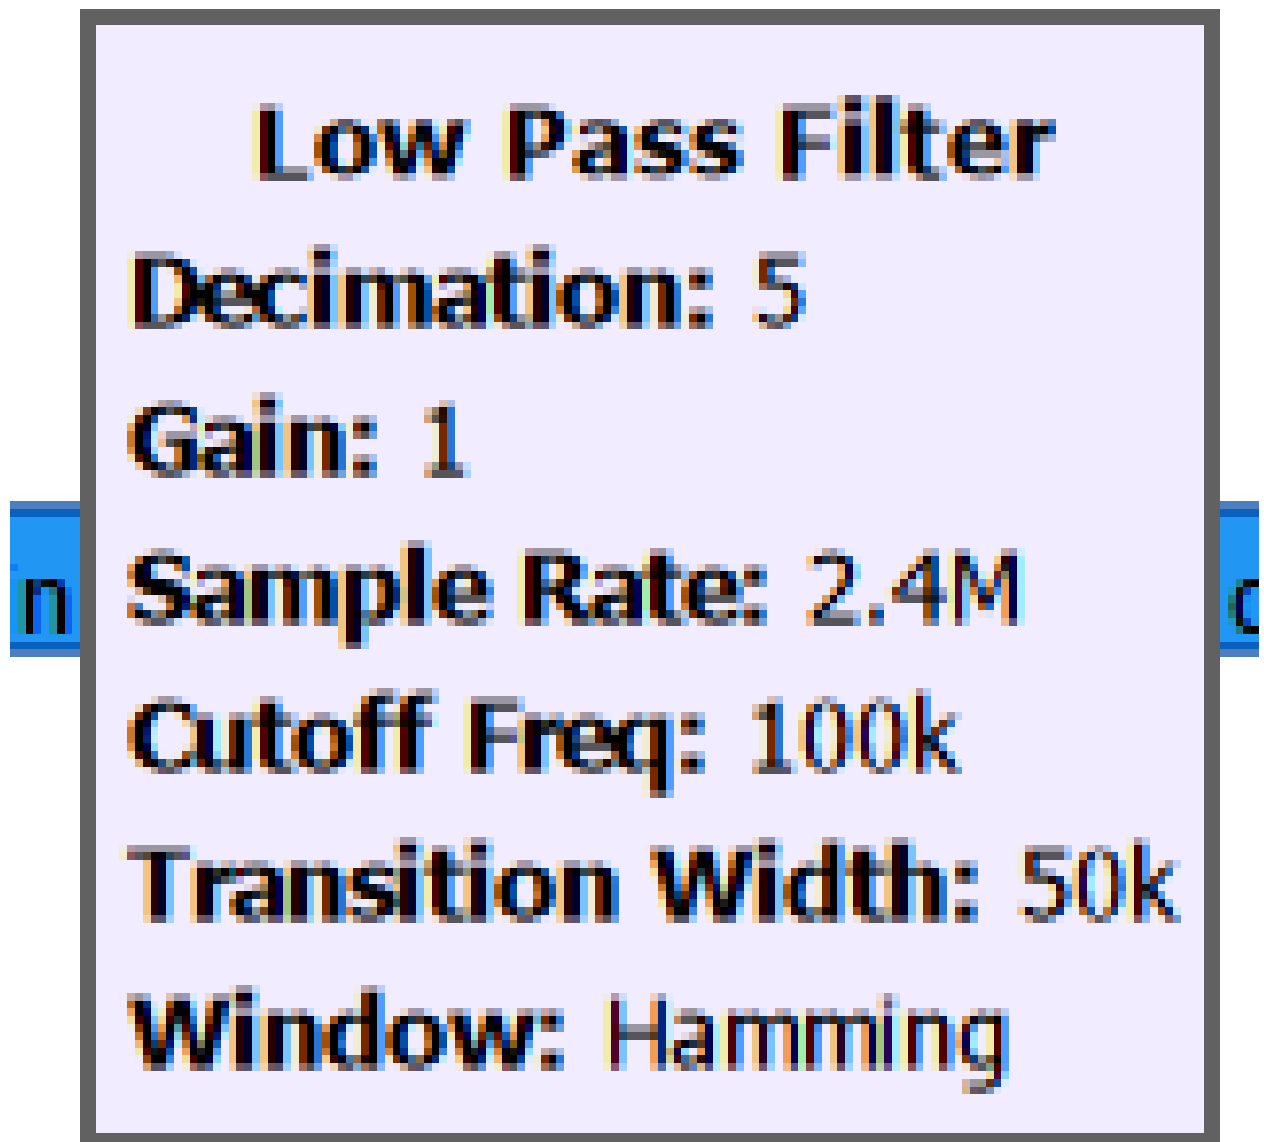 Low Pass Filter
Decimation: 5
Gain: 1
Sample Rate: 2.4M
Cutoff Freq: 100k
Transition Width: 50k
Window: Hamming